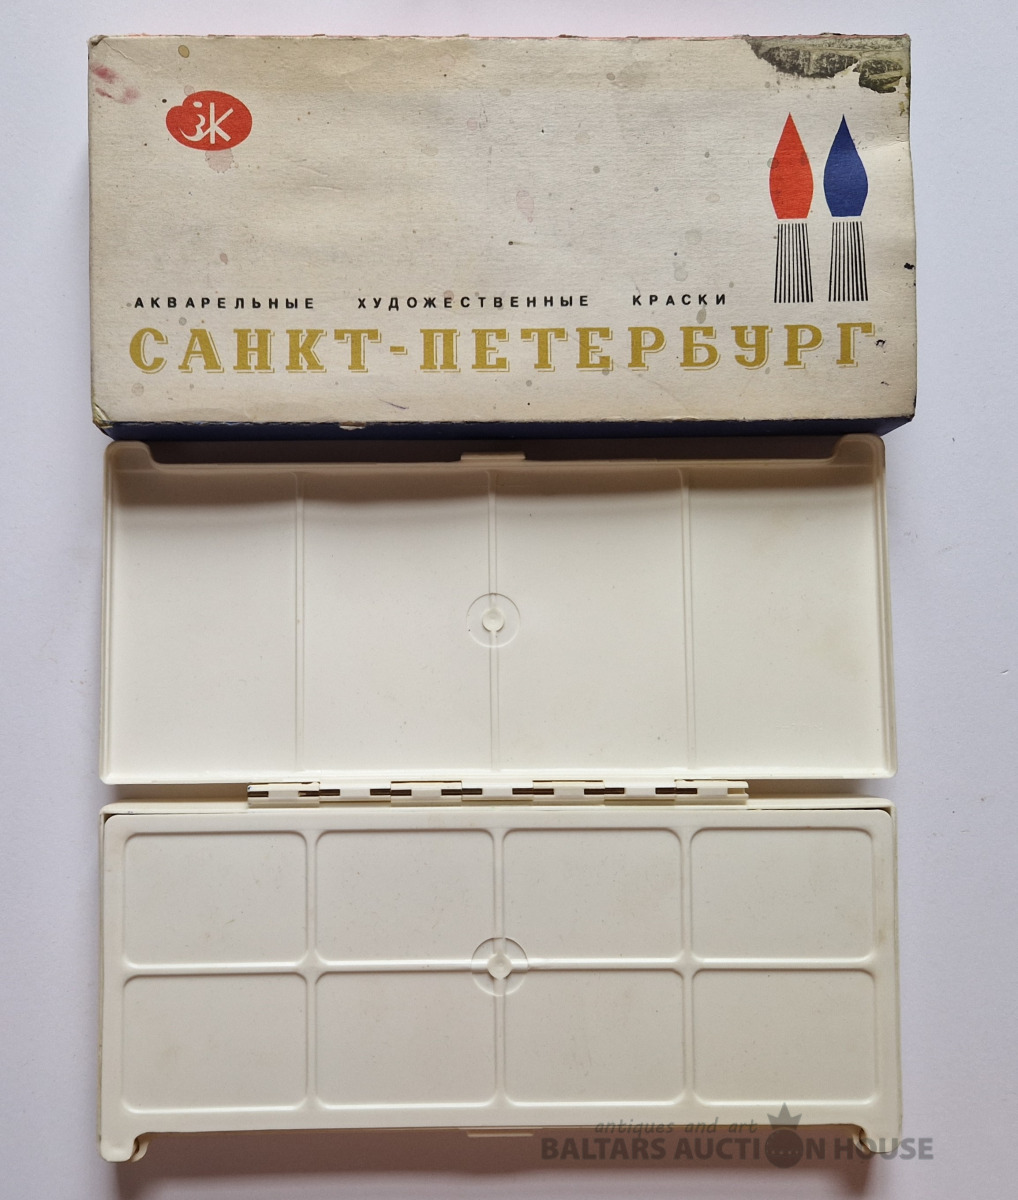 ЗК
АКВАРЕЛЬНЫЕ ХУДОЖЕСТВЕННЫЕ КРАСКИ
САНКТ-ПЕТЕРБУРГ
antiques and art
BALTARS AUCTION HOUSE